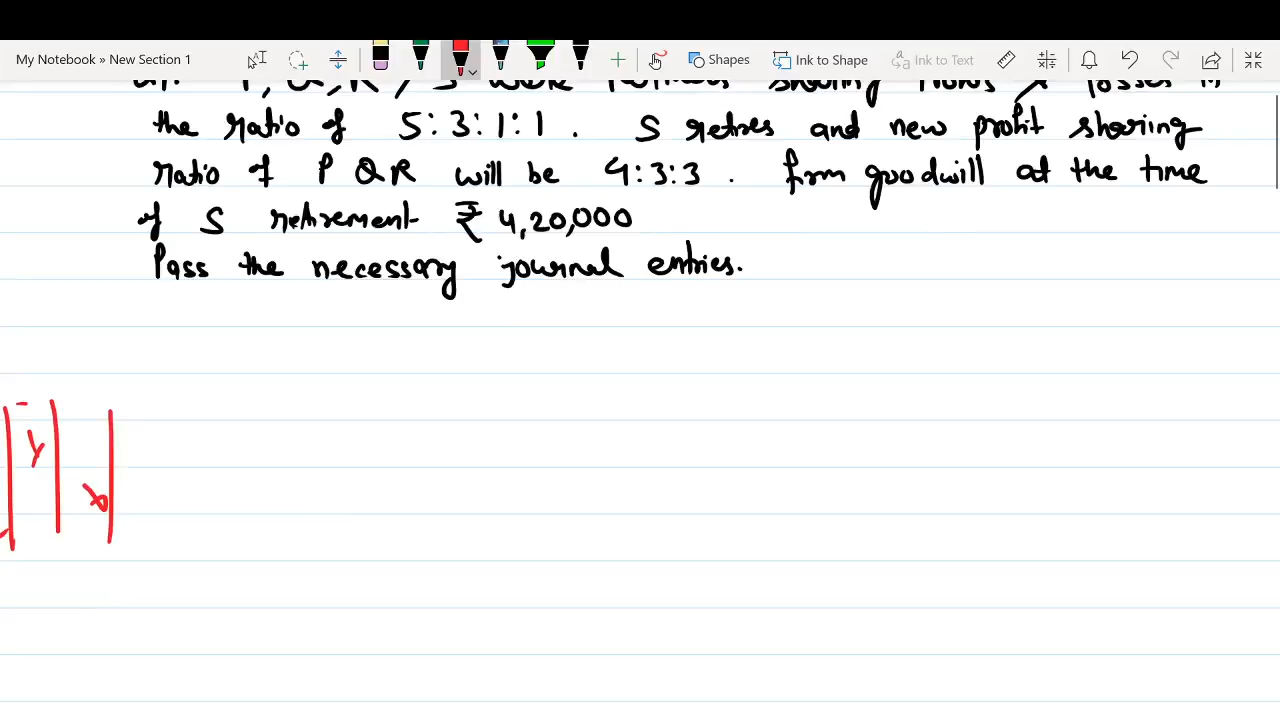 My Notebook » New Section 1
Shapes
Ink to Shape
Ink to Text
P, Q, R, S were
the ratio of 5:3:1:1. S retires and new profit sharing
ratio of P Q R will be 4:3:3. firm goodwill at the time
of S retirement ₹ 4,20,000
Pass the necessary journal entries.
y